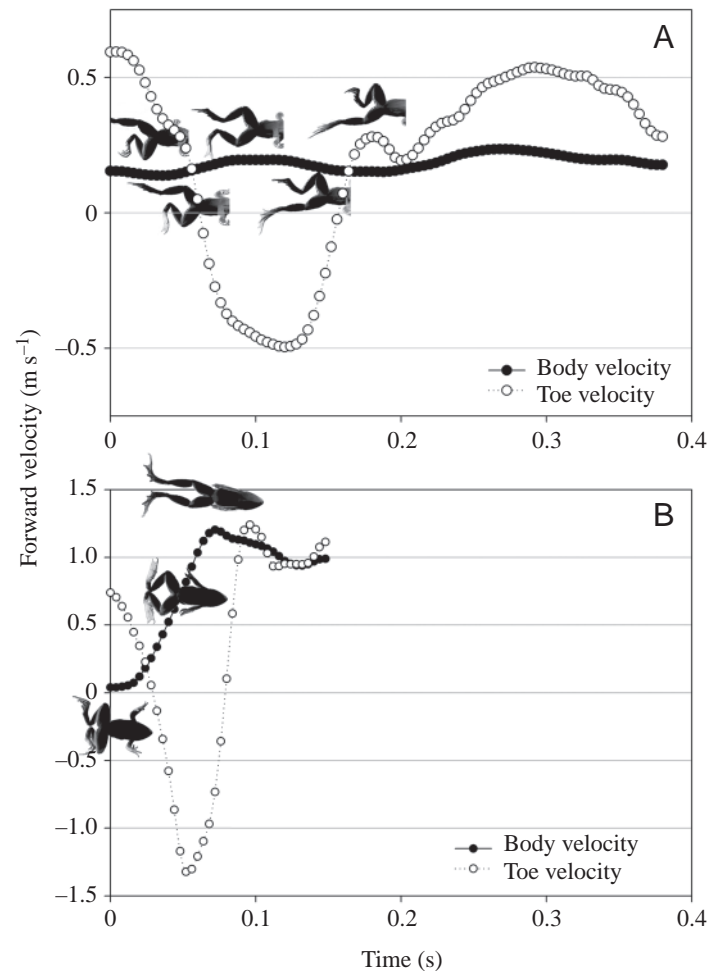 A
0.5
0
–0.5
Body velocity
Toe velocity
0 0.1 0.2 0.3 0.4
Forward velocity (m s⁻¹)
B
1.5
1.0
0.5
0
–0.5
–1.0
–1.5
Body velocity
Toe velocity
0 0.1 0.2 0.3 0.4
Time (s)